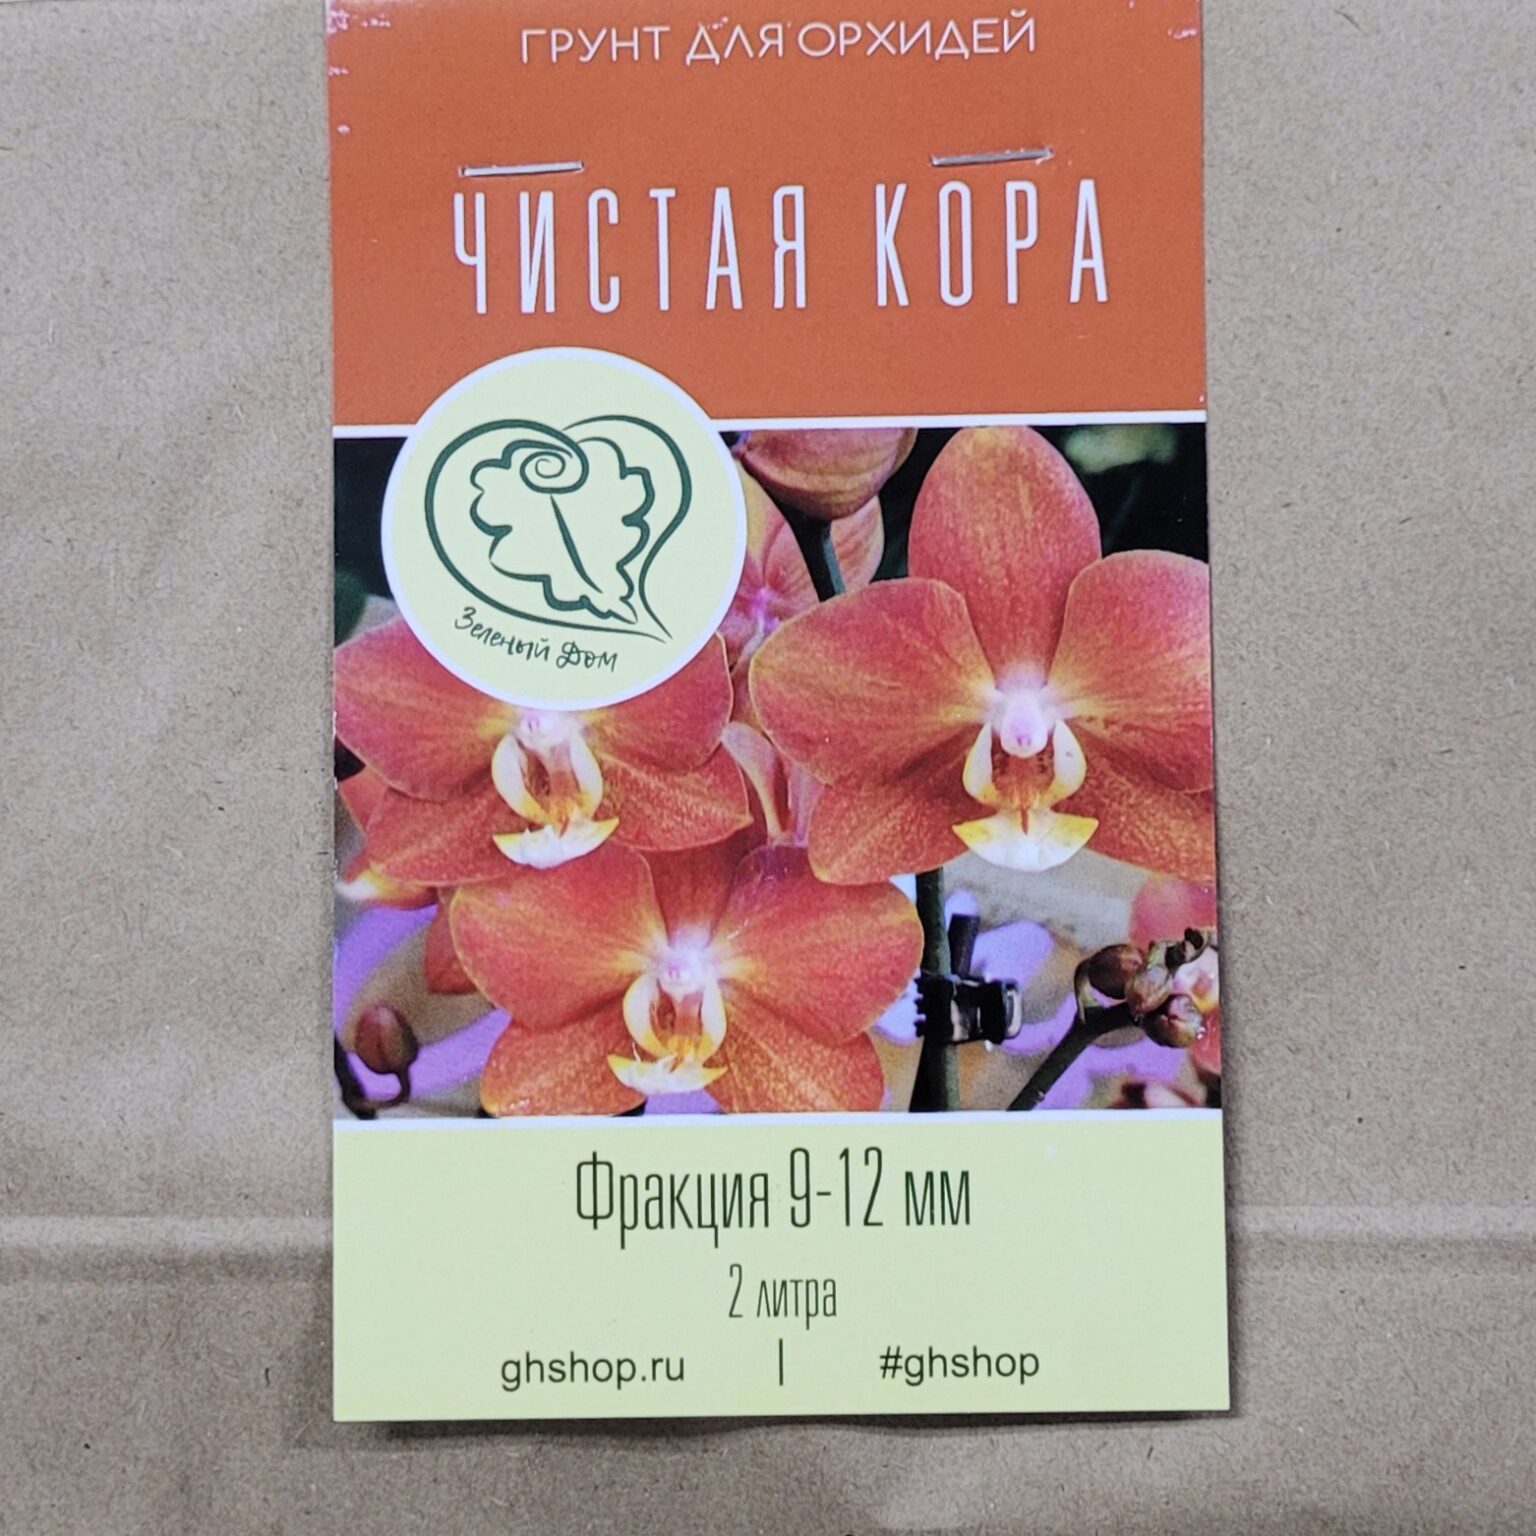 ГРУНТ ДЛЯ ОРХИДЕЙ
ЧИСТАЯ КОРА
Зеленый Дом
Фракция 9-12 мм
2 литра
ghshop.ru | #ghshop